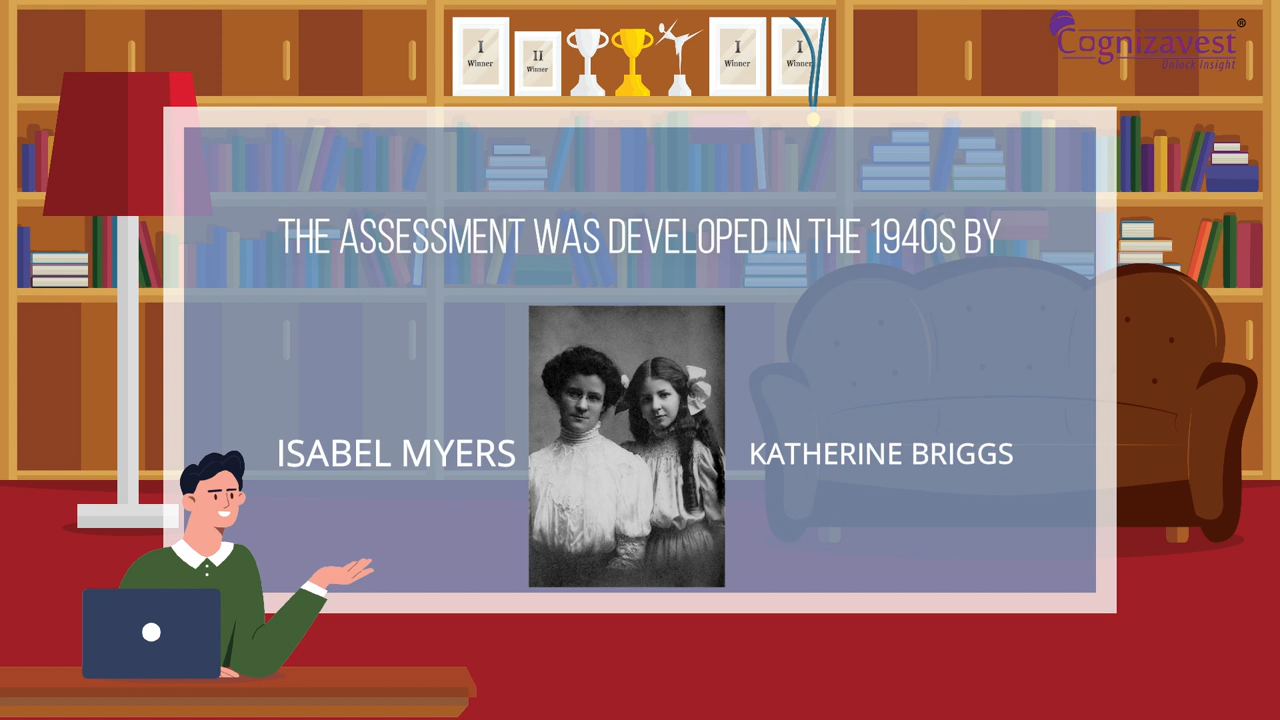 I
Winner
II
Winner
I
Winner
I
Winner
Cognizavest®
Unlock Insight
THE ASSESSMENT WAS DEVELOPED IN THE 1940S BY
ISABEL MYERS
KATHERINE BRIGGS